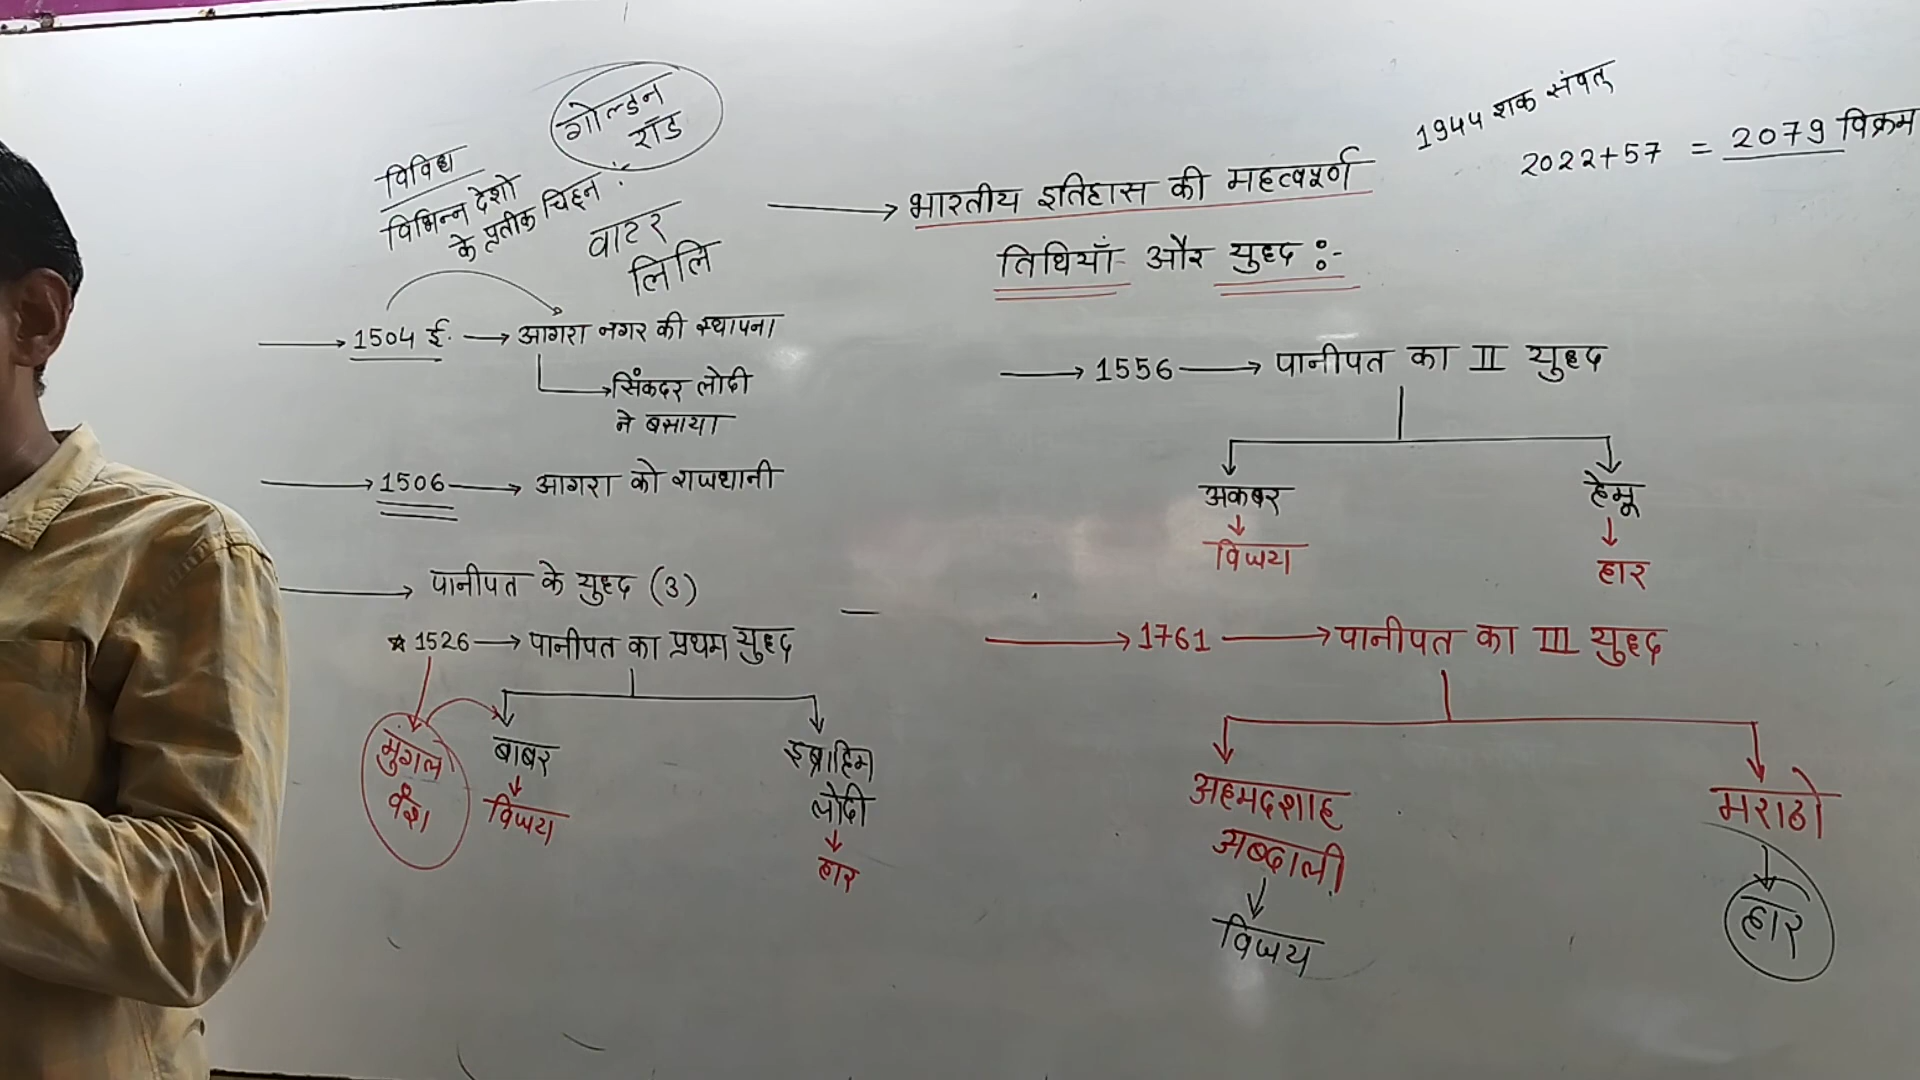 गोल्डन
रॉड
विविध
विभिन्न देशो
के प्रतीक चिह्न :
वाटर
लिलि
1504 ई. → आगरा नगर की स्थापना
सिंकदर लोदी
ने बसाया
1506 → आगरा को राजधानी
पानीपत के युद्द (3)
* 1526 → पानीपत का प्रथम युद्द
मुगल
वंश
बाबर
विजय
इब्राहिम
लोदी
हार
1944 शक संवत्
2022+57 = 2079 विक्रम
→ भारतीय इतिहास की महत्वपूर्ण
तिथियाँ और युद्द :-
1556 → पानीपत का II युद्द
अकबर
विजय
हेमू
हार
1761 → पानीपत का III युद्द
अहमदशाह
अब्दाली
विजय
मराठो
हार